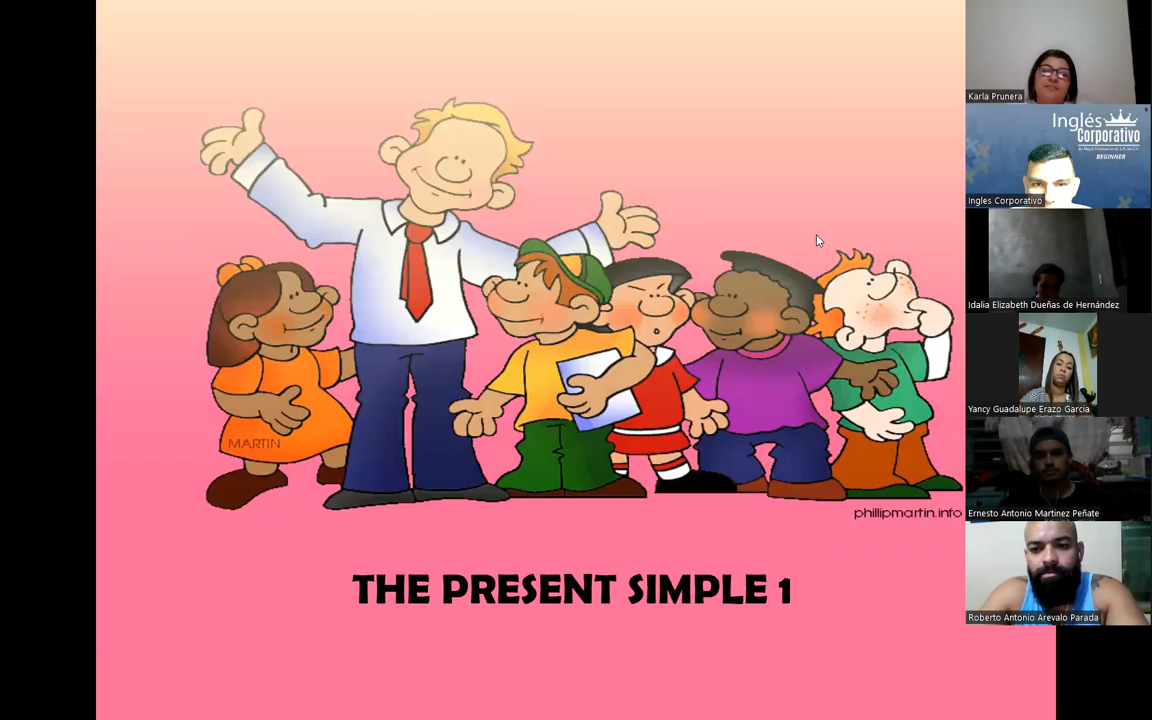 MARTIN
phillipmartin.info
THE PRESENT SIMPLE 1
Karla Prunera
Inglés
Corporativo
BEGINNER
Ingles Corporativo
Idalia Elizabeth Dueñas de Hernández
Yancy Guadalupe Erazo Garcia
Ernesto Antonio Martinez Peñate
Roberto Antonio Arevalo Parada